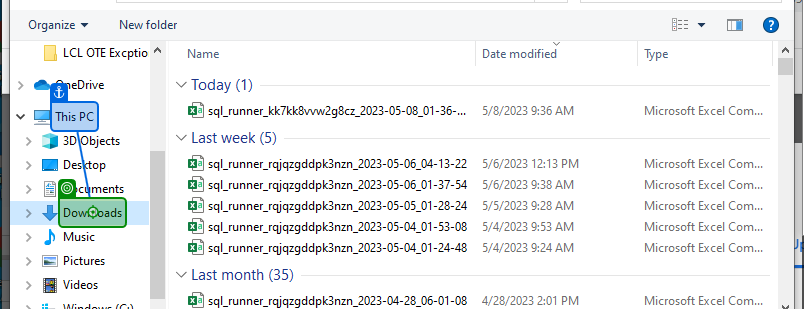 Organize
New folder
?
LCL OTE Excptio
OneDrive
This PC
3D Objects
Desktop
Documents
Downloads
Music
Pictures
Videos
Windows (C:)
Name
Date modified
Type
Today (1)
sql_runner_kk7kk8vvw2g8cz_2023-05-08_01-36-...
5/8/2023 9:36 AM
Microsoft Excel Com...
Last week (5)
sql_runner_rqjqzgddpk3nzn_2023-05-06_04-13-22
5/6/2023 12:13 PM
Microsoft Excel Com...
sql_runner_rqjqzgddpk3nzn_2023-05-06_01-37-54
5/6/2023 9:38 AM
Microsoft Excel Com...
sql_runner_rqjqzgddpk3nzn_2023-05-05_01-28-24
5/5/2023 9:28 AM
Microsoft Excel Com...
sql_runner_rqjqzgddpk3nzn_2023-05-04_01-53-08
5/4/2023 9:53 AM
Microsoft Excel Com...
sql_runner_rqjqzgddpk3nzn_2023-05-04_01-24-48
5/4/2023 9:24 AM
Microsoft Excel Com...
Last month (35)
sql_runner_rqjqzgddpk3nzn_2023-04-28_06-01-08
4/28/2023 2:01 PM
Microsoft Excel Com...